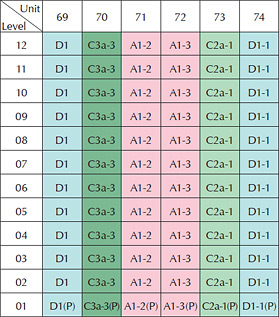 Unit
Level 69 70 71 72 73 74
12 D1 C3a-3 A1-2 A1-3 C2a-1 D1-1
11 D1 C3a-3 A1-2 A1-3 C2a-1 D1-1
10 D1 C3a-3 A1-2 A1-3 C2a-1 D1-1
09 D1 C3a-3 A1-2 A1-3 C2a-1 D1-1
08 D1 C3a-3 A1-2 A1-3 C2a-1 D1-1
07 D1 C3a-3 A1-2 A1-3 C2a-1 D1-1
06 D1 C3a-3 A1-2 A1-3 C2a-1 D1-1
05 D1 C3a-3 A1-2 A1-3 C2a-1 D1-1
04 D1 C3a-3 A1-2 A1-3 C2a-1 D1-1
03 D1 C3a-3 A1-2 A1-3 C2a-1 D1-1
02 D1 C3a-3 A1-2 A1-3 C2a-1 D1-1
01 D1(P) C3a-3(P) A1-2(P) A1-3(P) C2a-1(P) D1-1(P)